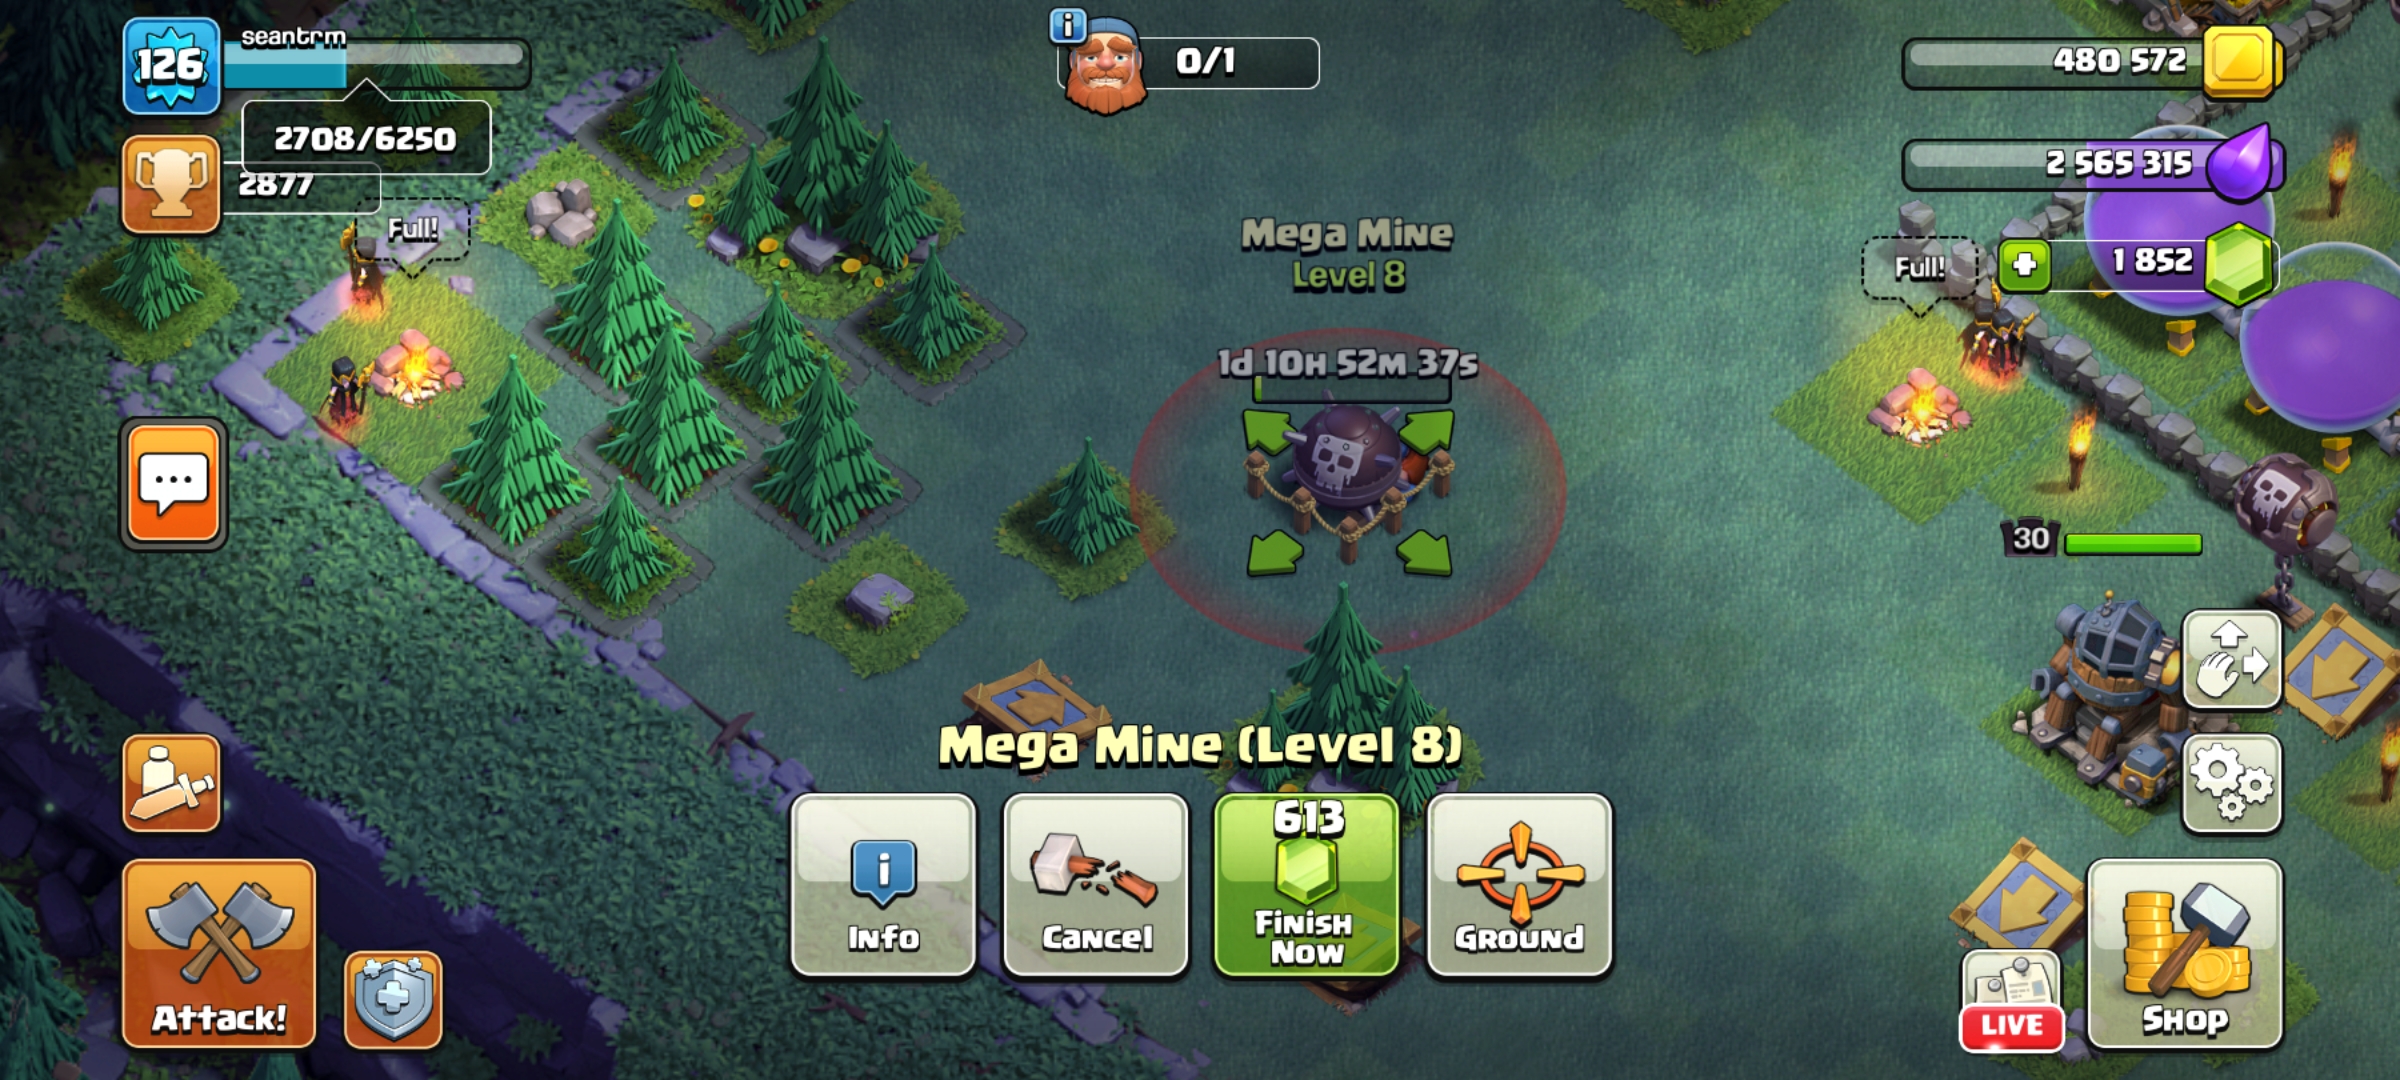 126
seantrm
2708/6250
2877
0/1
480 572
2 565 315
1 852
Full!
Full!
Mega Mine
Level 8
1d 10H 52M 37s
30
Mega Mine (Level 8)
Info
Cancel
613
Finish
Now
Ground
Attack!
LIVE
Shop